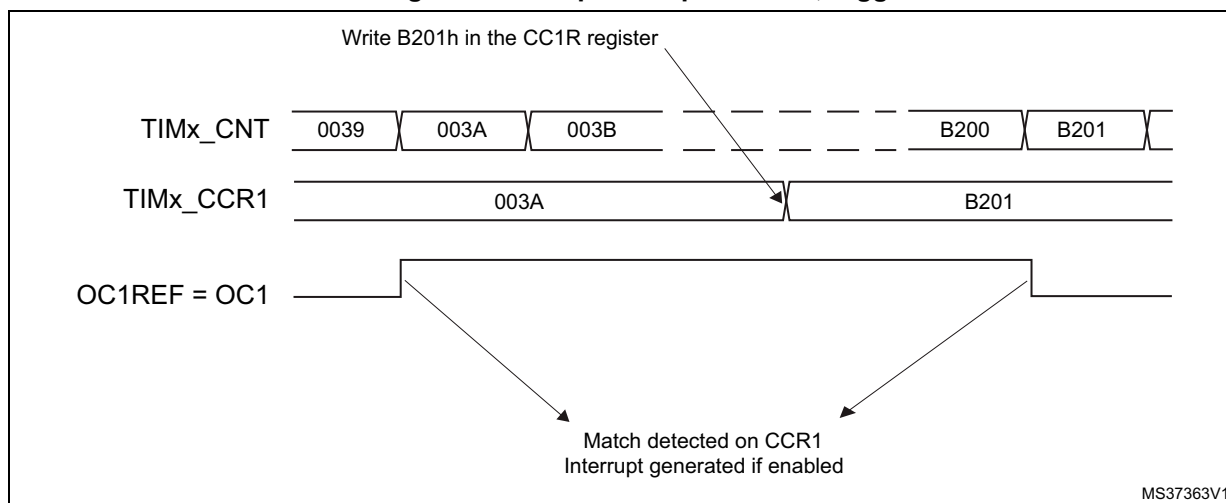 Write B201h in the CC1R register
TIMx_CNT 0039 003A 003B B200 B201
TIMx_CCR1 003A B201
OC1REF = OC1
Match detected on CCR1
Interrupt generated if enabled
MS37363V1